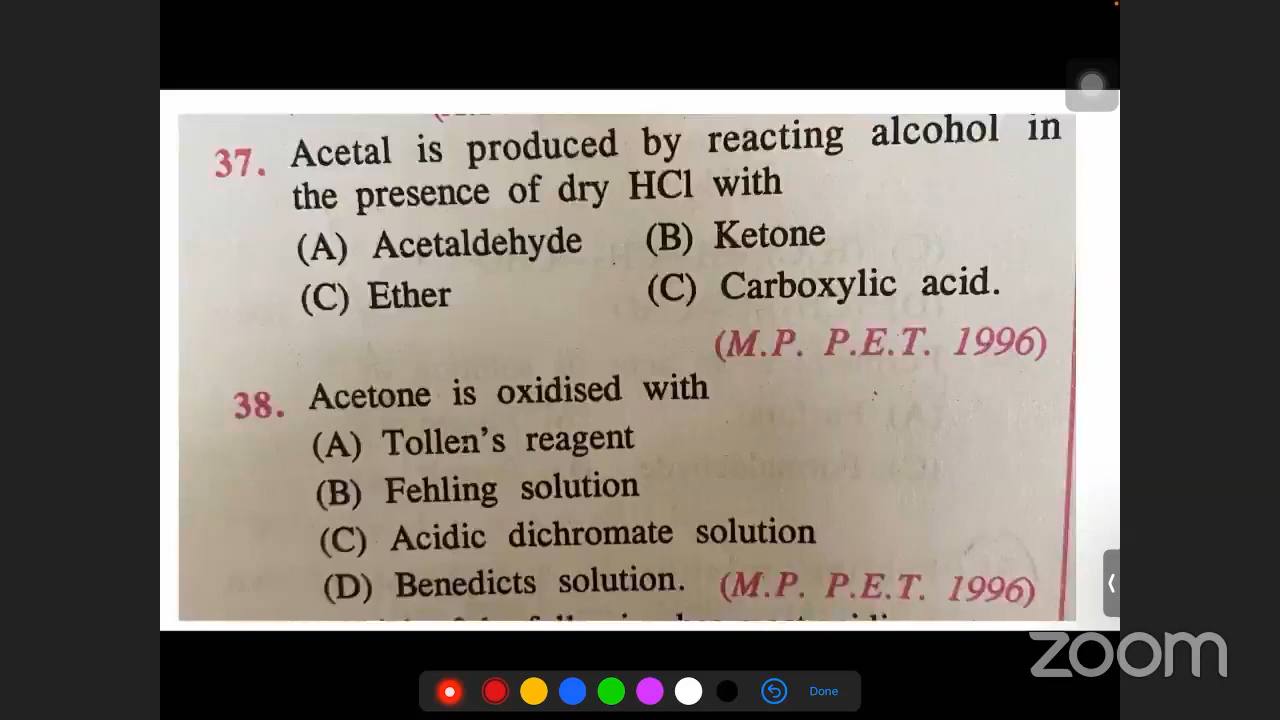 37. Acetal is produced by reacting alcohol in
the presence of dry HCl with
(A) Acetaldehyde (B) Ketone
(C) Ether (C) Carboxylic acid.
(M.P. P.E.T. 1996)
38. Acetone is oxidised with
(A) Tollen's reagent
(B) Fehling solution
(C) Acidic dichromate solution
(D) Benedicts solution. (M.P. P.E.T. 1996)
zoom
Done